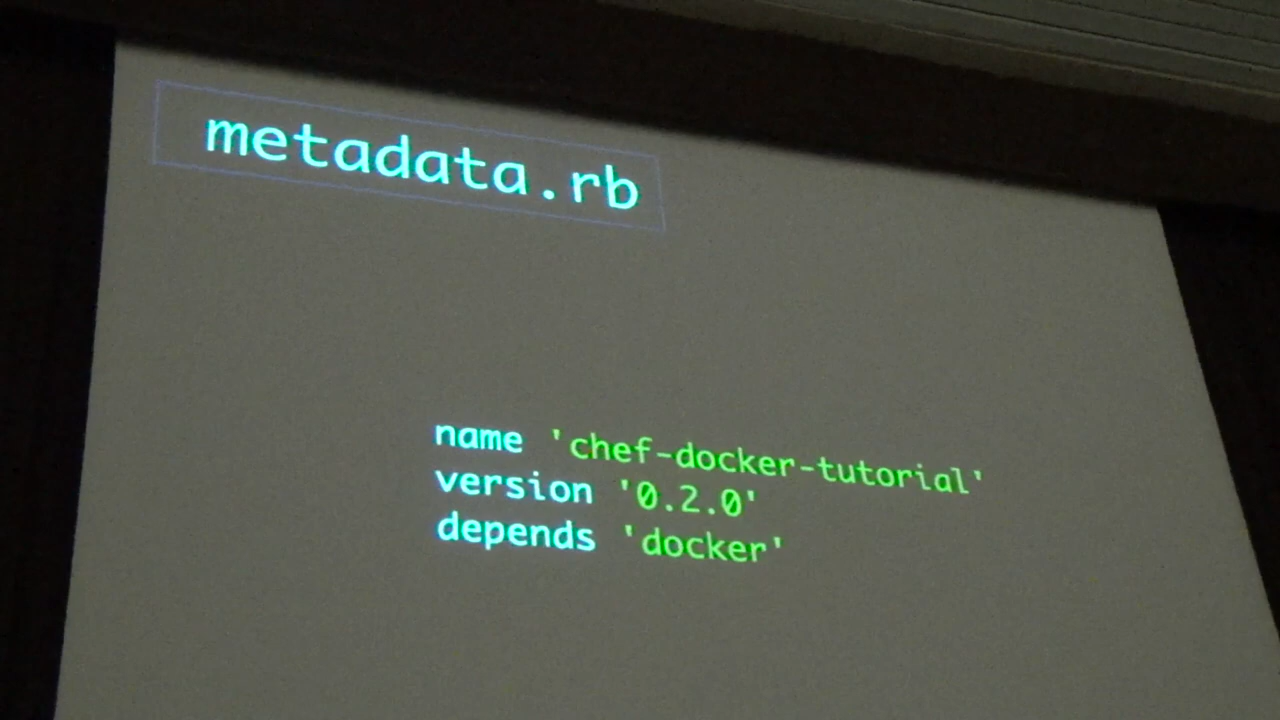 metadata.rb
name 'chef-docker-tutorial'
version '0.2.0'
depends 'docker'